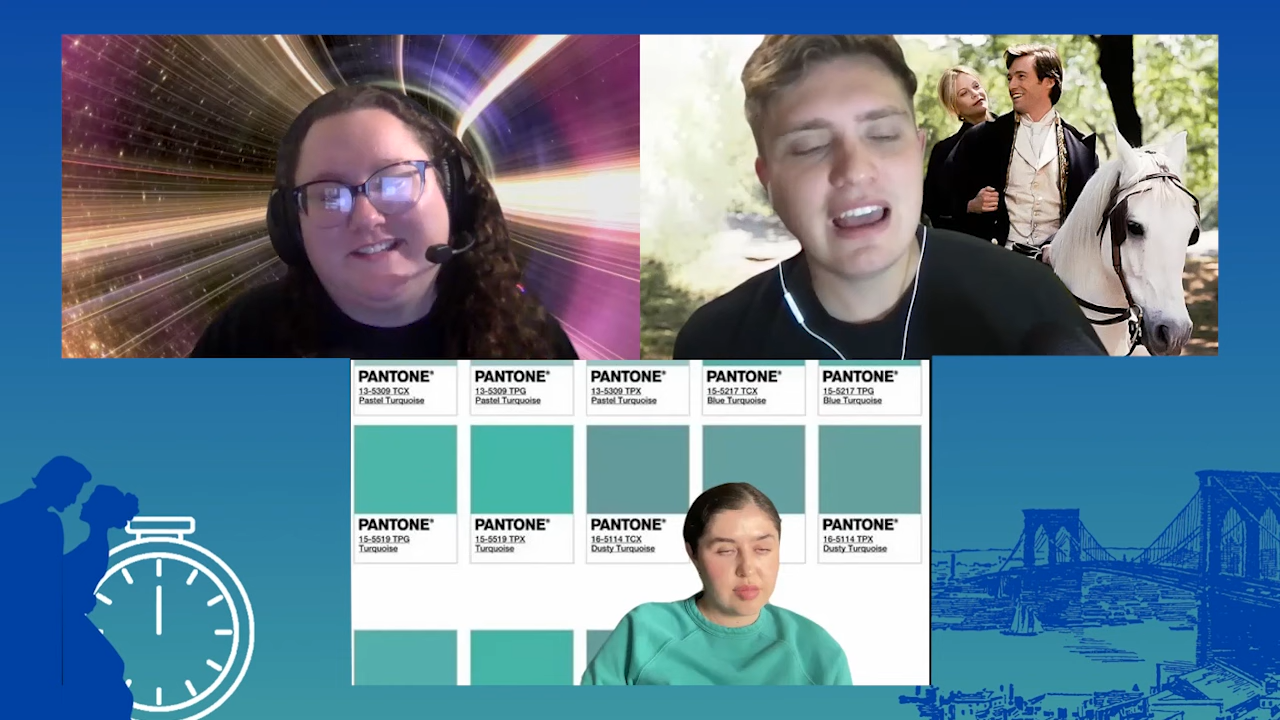 PANTONE®
13-5309 TCX
Pastel Turquoise
PANTONE®
13-5309 TPG
Pastel Turquoise
PANTONE®
13-5309 TPX
Pastel Turquoise
PANTONE®
15-5217 TCX
Blue Turquoise
PANTONE®
15-5217 TPG
Blue Turquoise
PANTONE®
15-5519 TPG
Turquoise
PANTONE®
15-5519 TPX
Turquoise
PANTONE®
16-5114 TCX
Dusty Turquoise
PANTONE®
16-5114 TPX
Dusty Turquoise